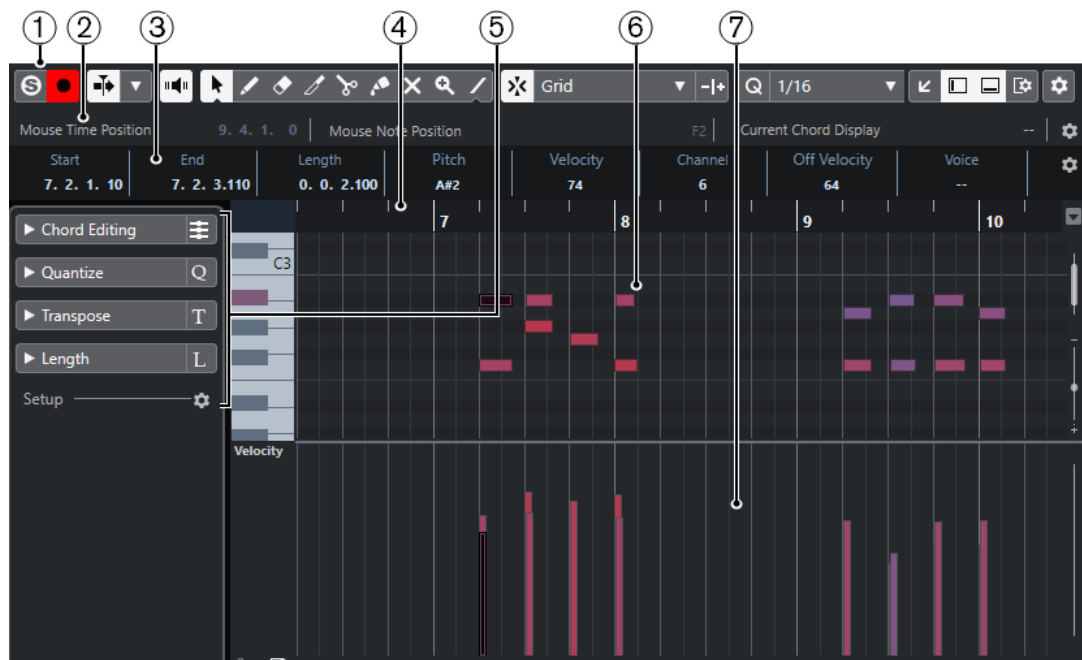 ① ② ③ ④ ⑤ ⑥ ⑦
Grid Q 1/16
Mouse Time Position 9. 4. 1. 0 Mouse Note Position F2 Current Chord Display --
Start End Length Pitch Velocity Channel Off Velocity Voice
7. 2. 1. 10 7. 2. 3.110 0. 0. 2.100 A#2 74 6 64 --
7 8 9 10
Chord Editing
C3
Quantize Q
Transpose T
Length L
Setup
Velocity